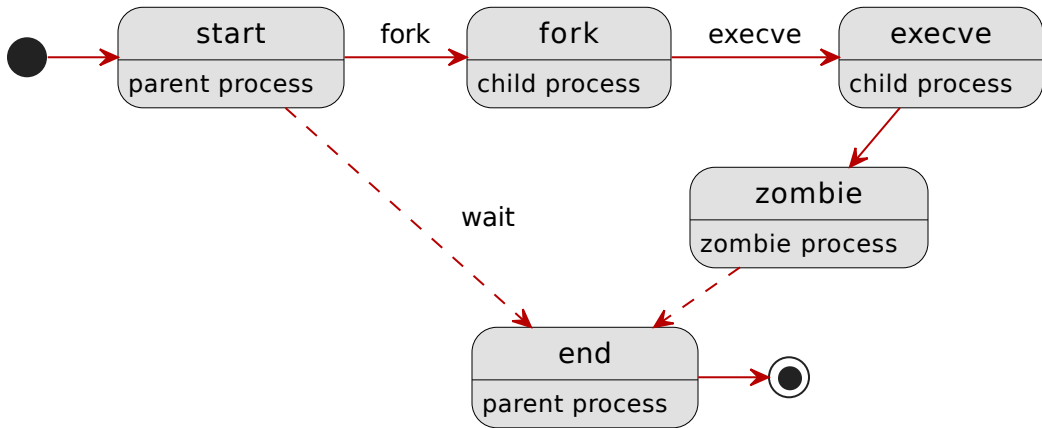 start
parent process
fork
fork
child process
execve
execve
child process
zombie
zombie process
wait
end
parent process